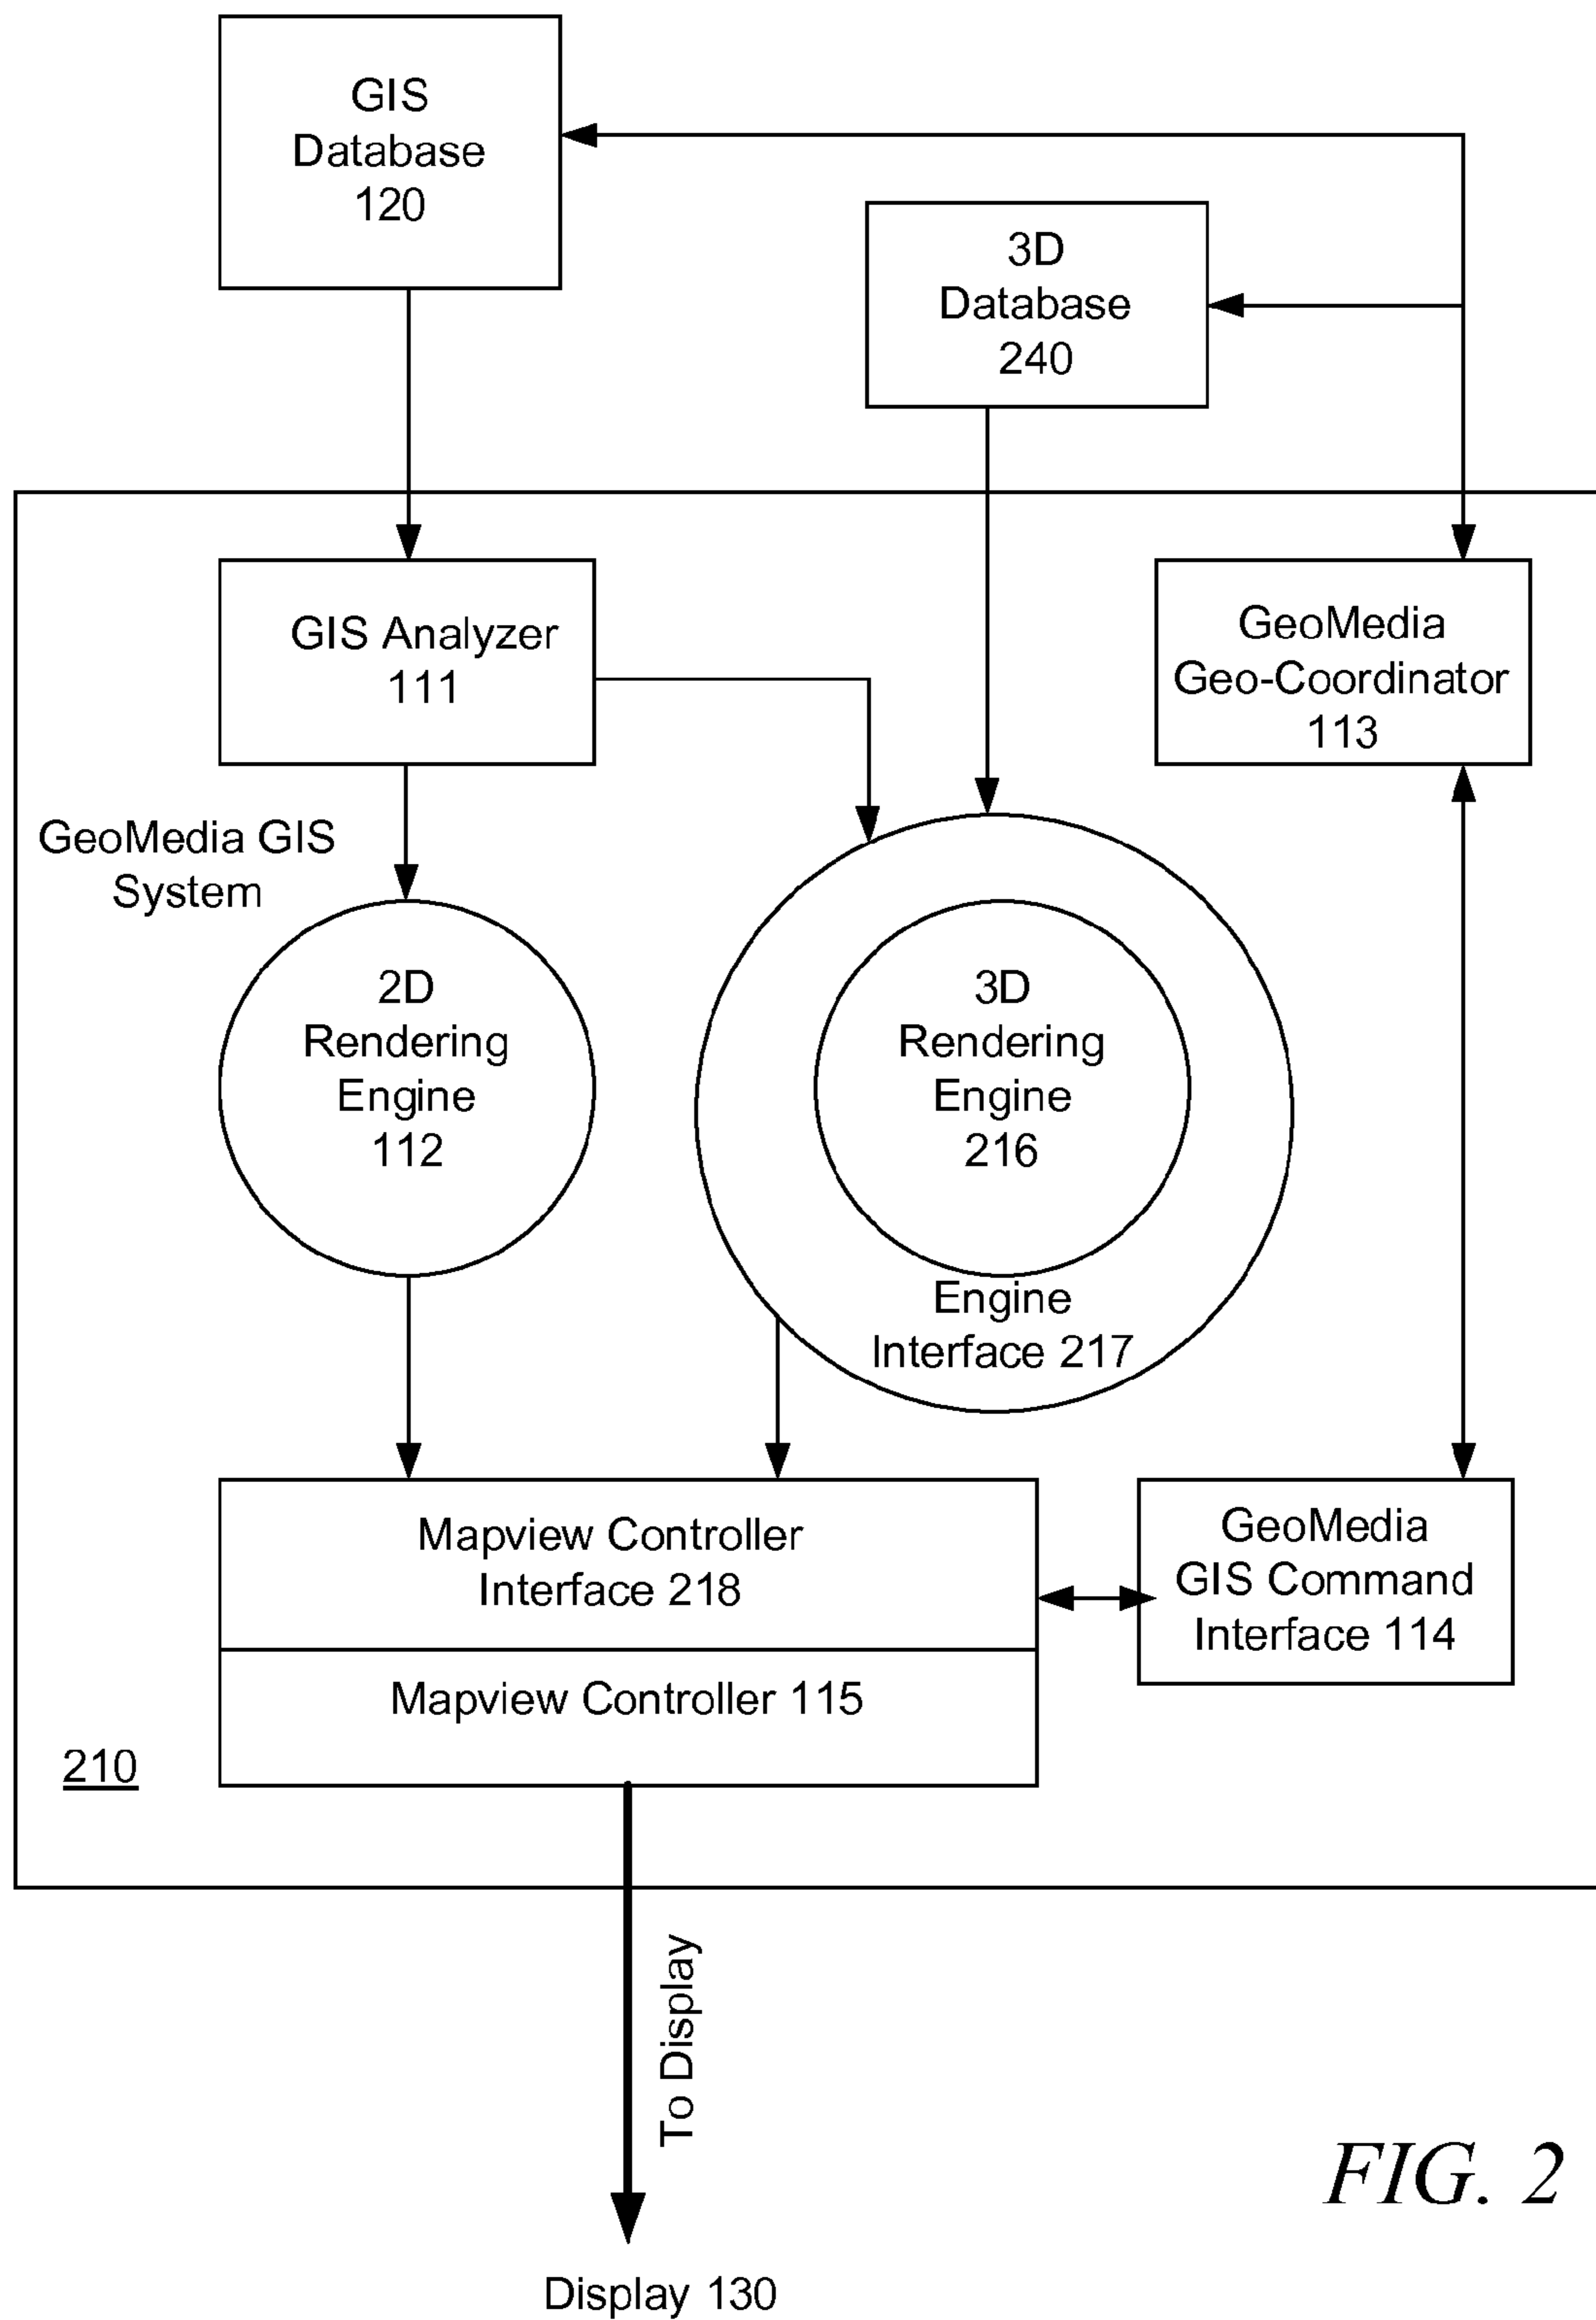 GIS
Database
120
3D
Database
240
GIS Analyzer
111
GeoMedia
Geo-Coordinator
113
GeoMedia GIS
System
2D
Rendering
Engine
112
3D
Rendering
Engine
216
Engine
Interface 217
Mapview Controller
Interface 218
GeoMedia
GIS Command
Interface 114
Mapview Controller 115
210
To Display
Display 130
FIG. 2